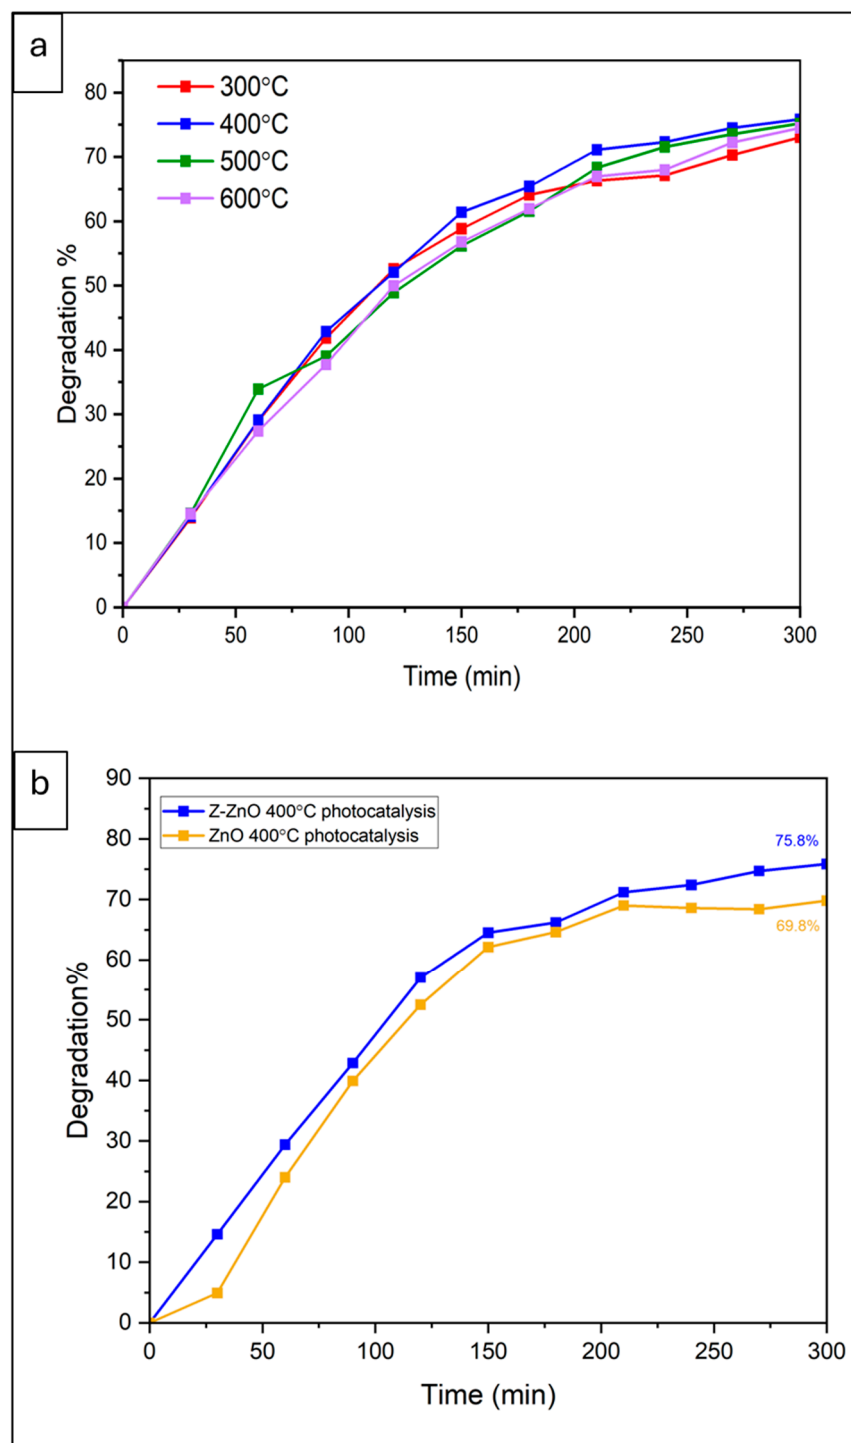 a
300°C
400°C
500°C
600°C
Degradation %
80
70
60
50
40
30
20
10
0
0 50 100 150 200 250 300
Time (min)
b
Z-ZnO 400°C photocatalysis
ZnO 400°C photocatalysis
75.8%
69.8%
Degradation%
90
80
70
60
50
40
30
20
10
0
0 50 100 150 200 250 300
Time (min)